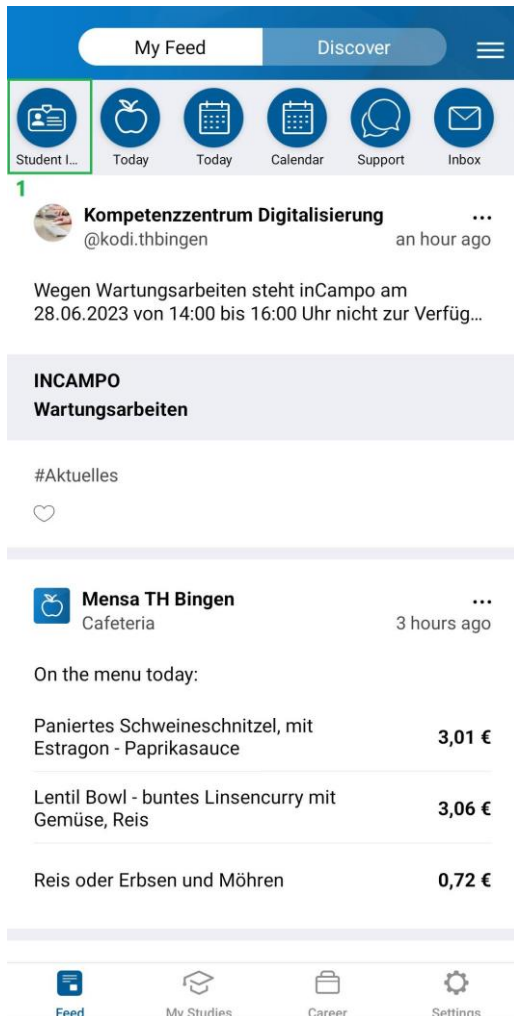 My Feed
Discover
Student I...
Today
Today
Calendar
Support
Inbox
1
Kompetenzzentrum Digitalisierung
...
@kodi.thbingen
an hour ago
Wegen Wartungsarbeiten steht inCampo am
28.06.2023 von 14:00 bis 16:00 Uhr nicht zur Verfüg...
INCAMPO
Wartungsarbeiten
#Aktuelles
Mensa TH Bingen
...
Cafeteria
3 hours ago
On the menu today:
Paniertes Schweineschnitzel, mit
Estragon - Paprikasauce
3,01 €
Lentil Bowl - buntes Linsencurry mit
Gemüse, Reis
3,06 €
Reis oder Erbsen und Möhren
0,72 €
Feed
My Studies
Career
Settings